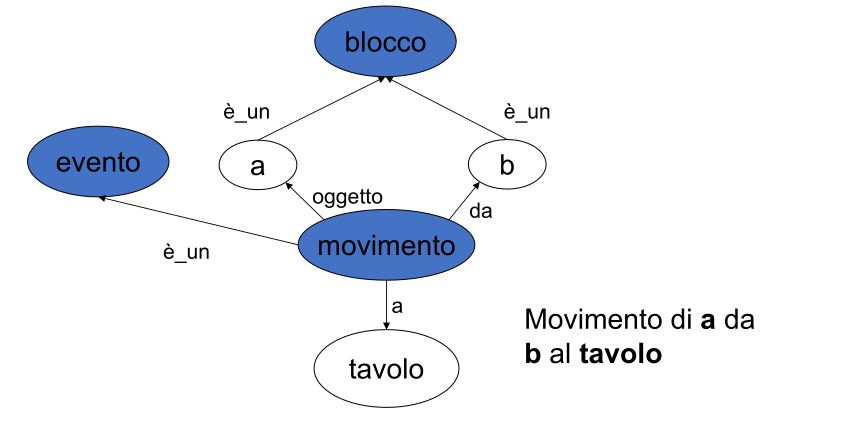 blocco
è_un
è_un
evento
a
b
oggetto
da
movimento
è_un
a
tavolo
Movimento di a da
b al tavolo